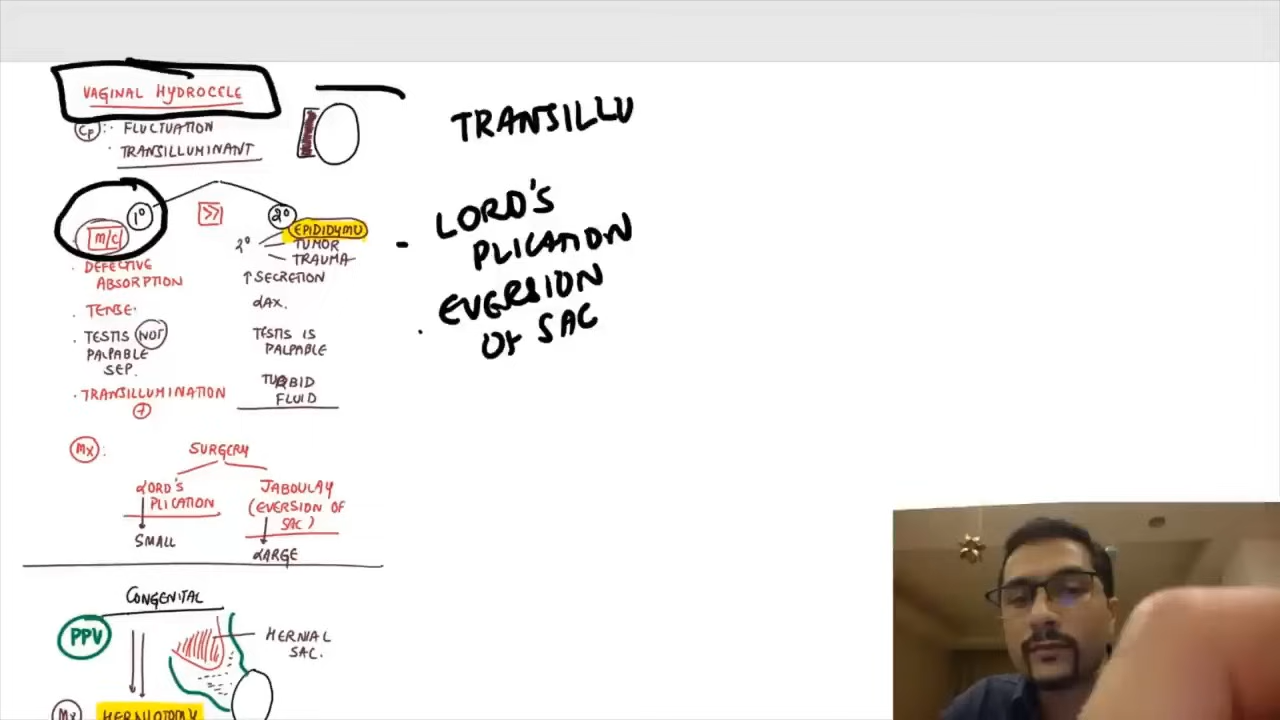 VAGINAL HYDROCELE
CF: · FLUCTUATION
· TRANSILLUMINANT
1° >> 2°
M/C
EPIDIDYMO
2° TUMOR
TRAUMA
· DEFECTIVE
ABSORPTION
· TENSE
· TESTIS NOT
PALPABLE
SEP.
· TRANSILLUMINATION
+
↑ SECRETION
LAX.
TESTIS IS
PALPABLE
TURBID
FLUID
Mx :
SURGERY
LORD'S
PLICATION
SMALL
JABOULAY
(EVERSION OF
SAC)
LARGE
CONGENITAL
PPV
HERNIAL
SAC.
Mx HERNIOTOMY
TRANSILLU
- LORD'S
PLICATION
· EVERSION
OF SAC